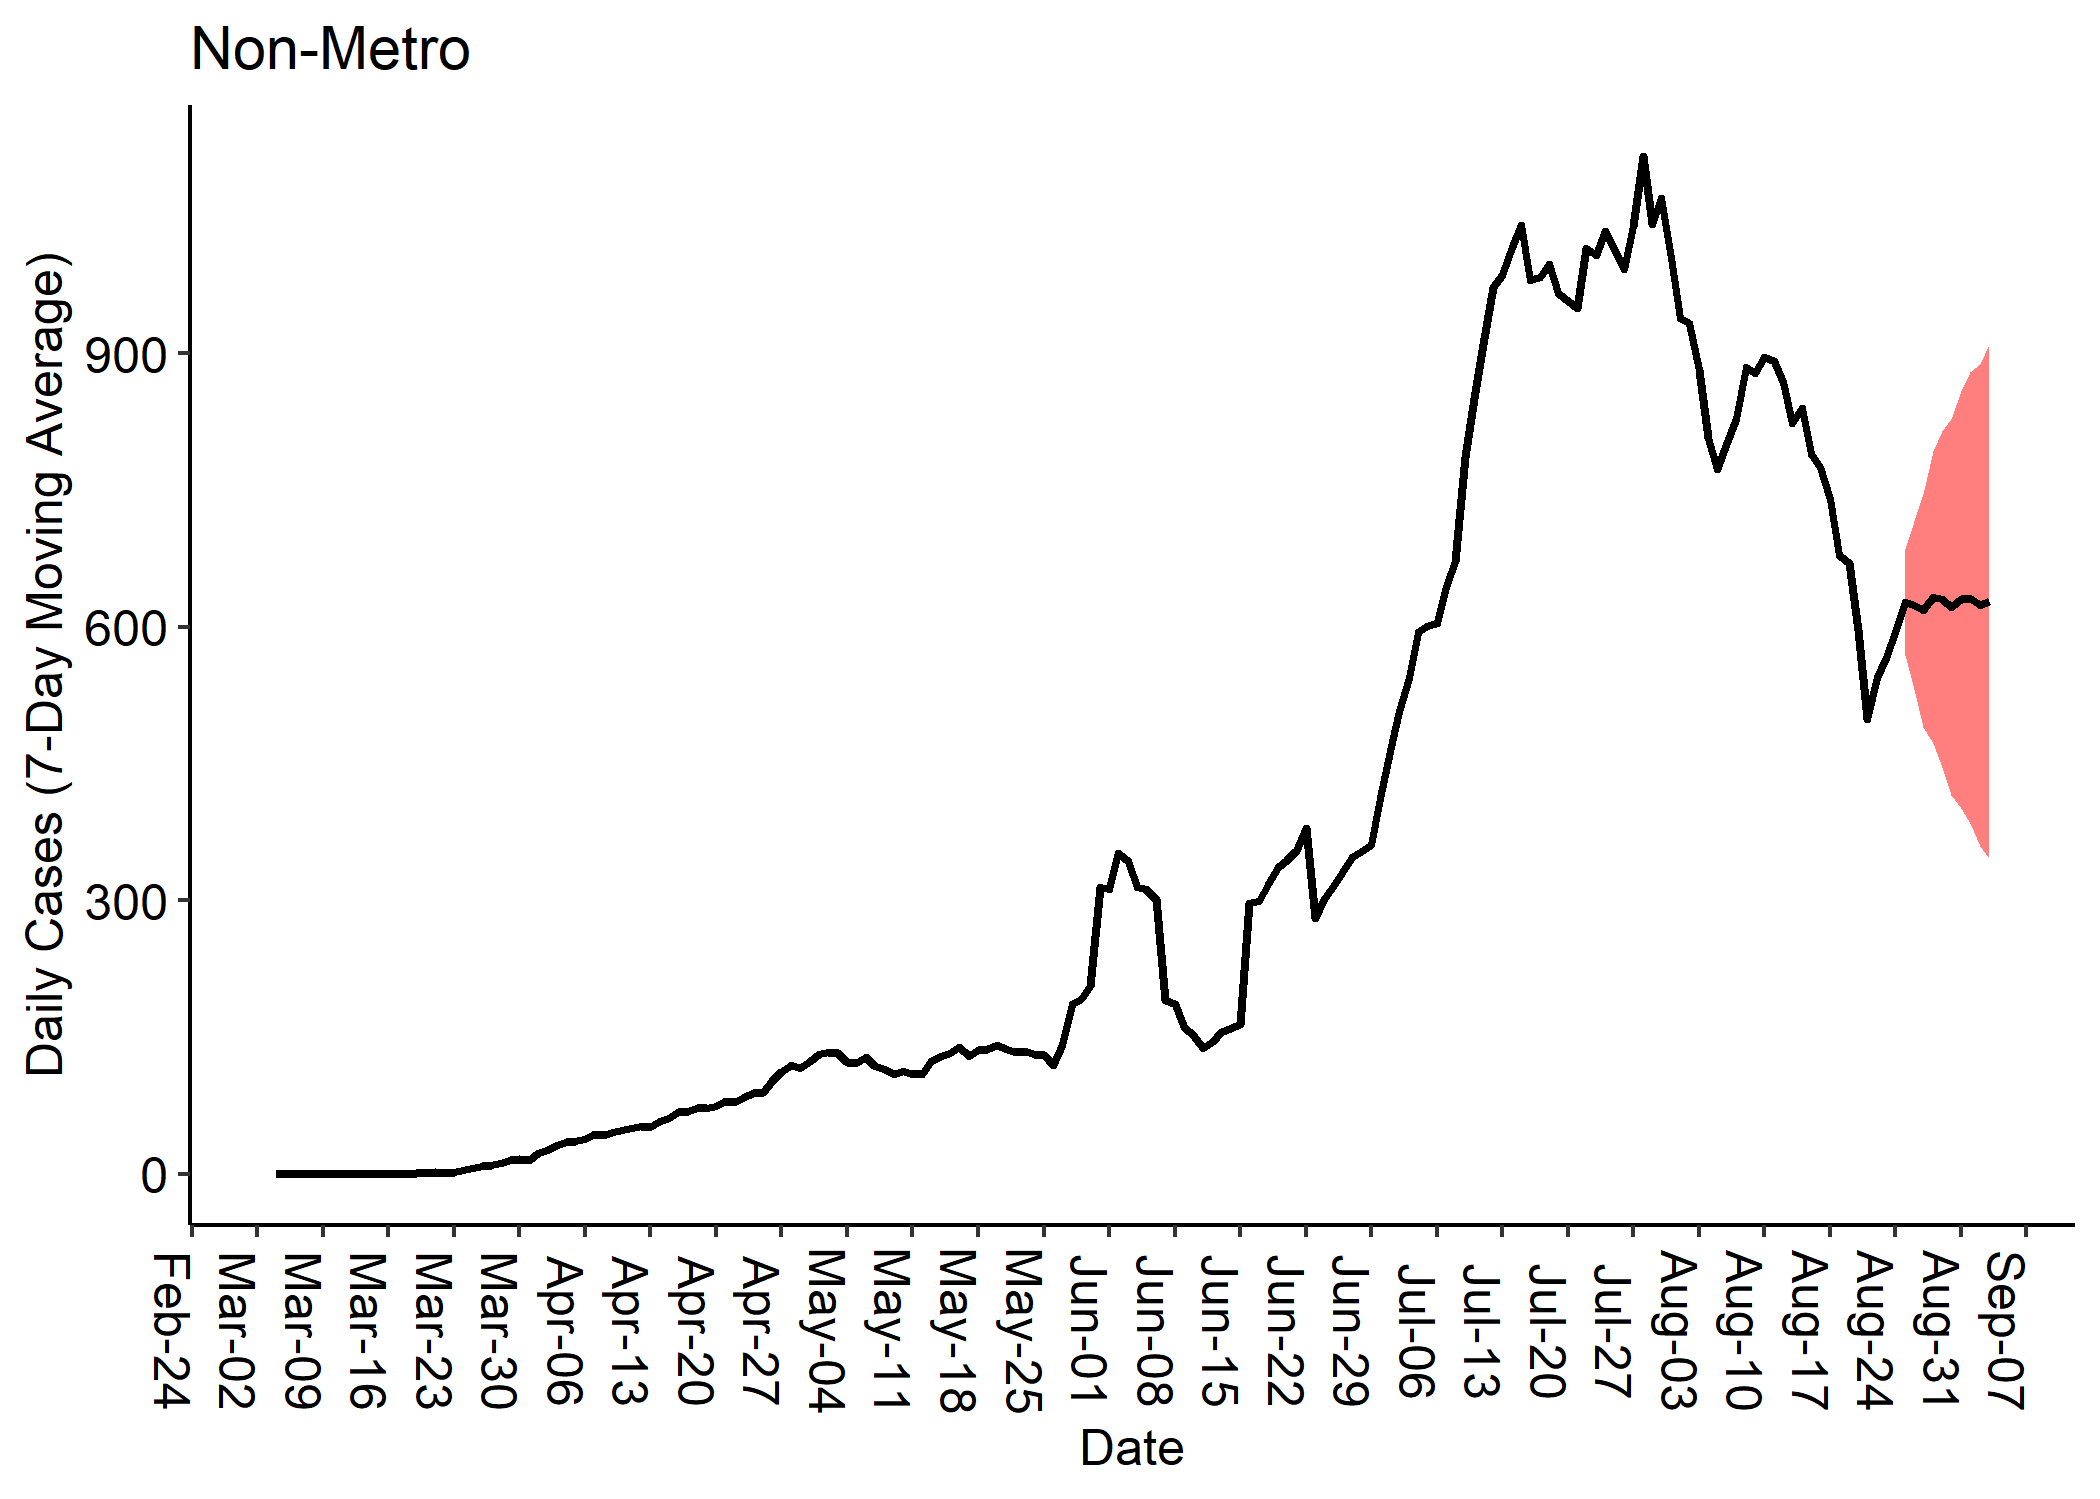 Non-Metro
Daily Cases (7-Day Moving Average)
900
600
300
0
Feb-24
Mar-02
Mar-09
Mar-16
Mar-23
Mar-30
Apr-06
Apr-13
Apr-20
Apr-27
May-04
May-11
May-18
May-25
Jun-01
Jun-08
Jun-15
Jun-22
Jun-29
Jul-06
Jul-13
Jul-20
Jul-27
Aug-03
Aug-10
Aug-17
Aug-24
Aug-31
Sep-07
Date